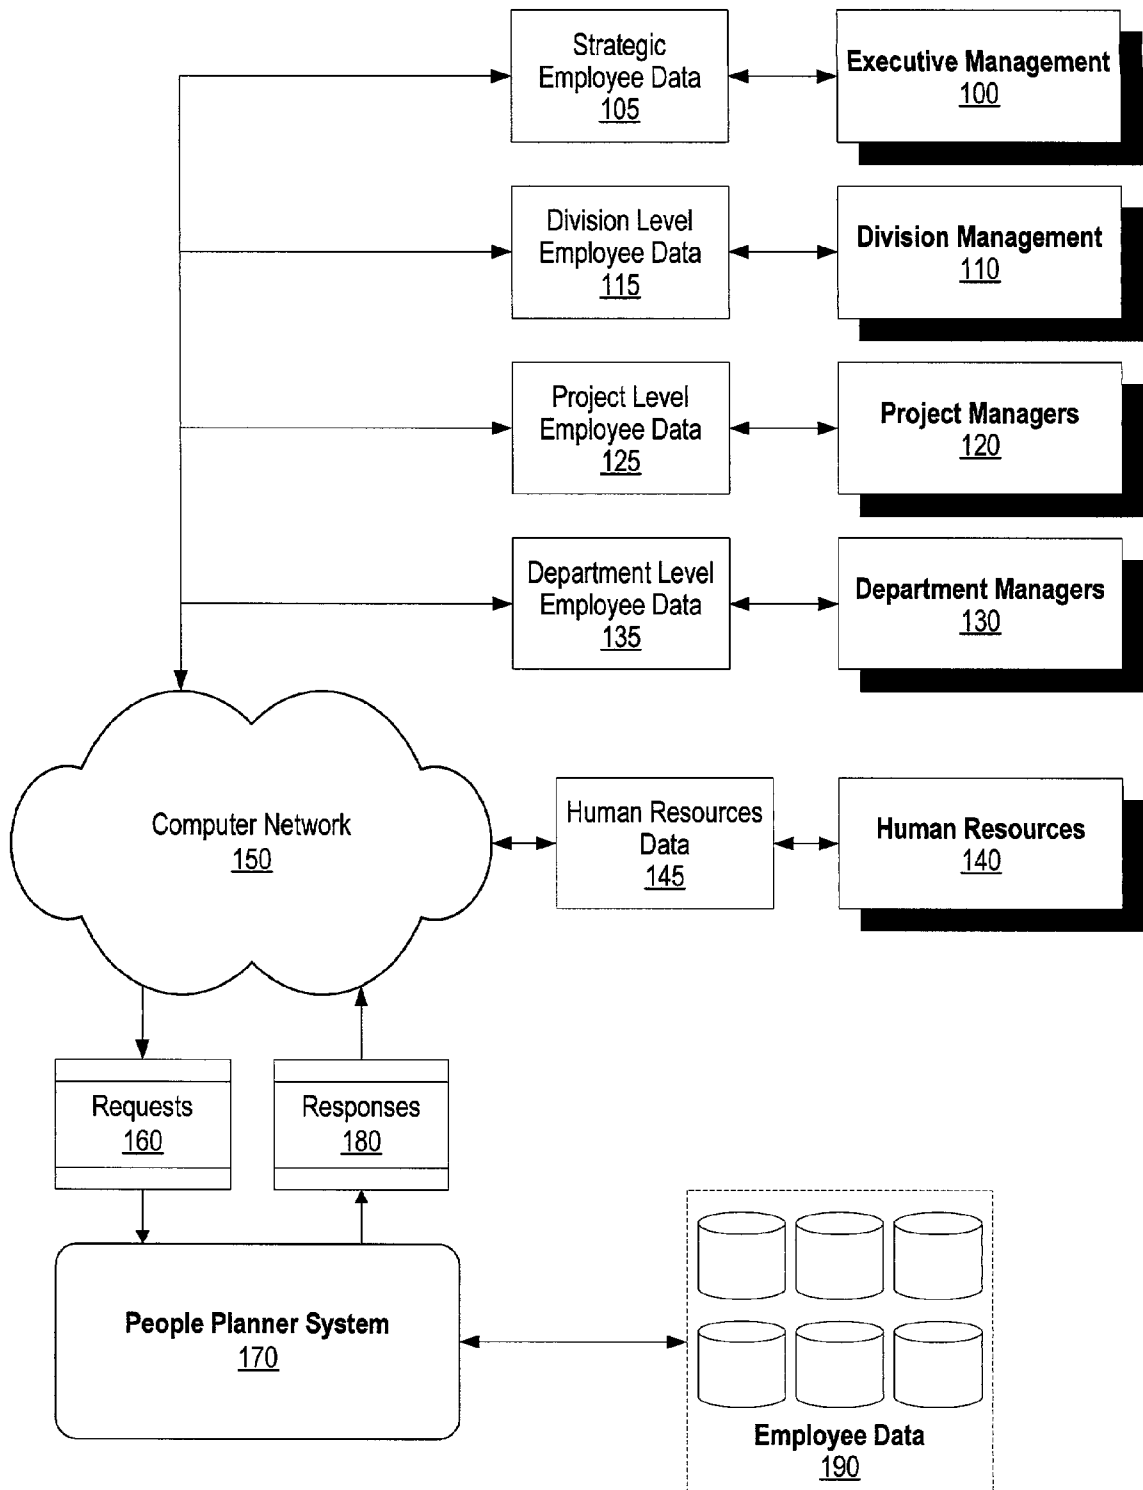 Strategic
Employee Data
105
Executive Management
100
Division Level
Employee Data
115
Division Management
110
Project Level
Employee Data
125
Project Managers
120
Department Level
Employee Data
135
Department Managers
130
Computer Network
150
Human Resources
Data
145
Human Resources
140
Requests
160
Responses
180
People Planner System
170
Employee Data
190